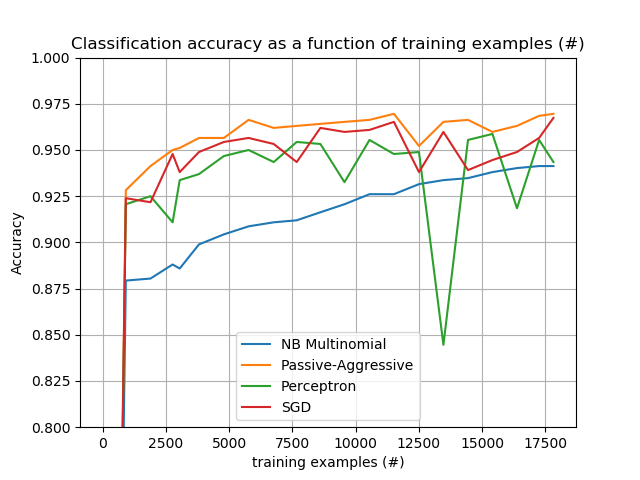 Classification accuracy as a function of training examples (#)
1.000
0.975
0.950
0.925
0.900
0.875
0.850
0.825
0.800
Accuracy
NB Multinomial
Passive-Aggressive
Perceptron
SGD
0 2500 5000 7500 10000 12500 15000 17500
training examples (#)